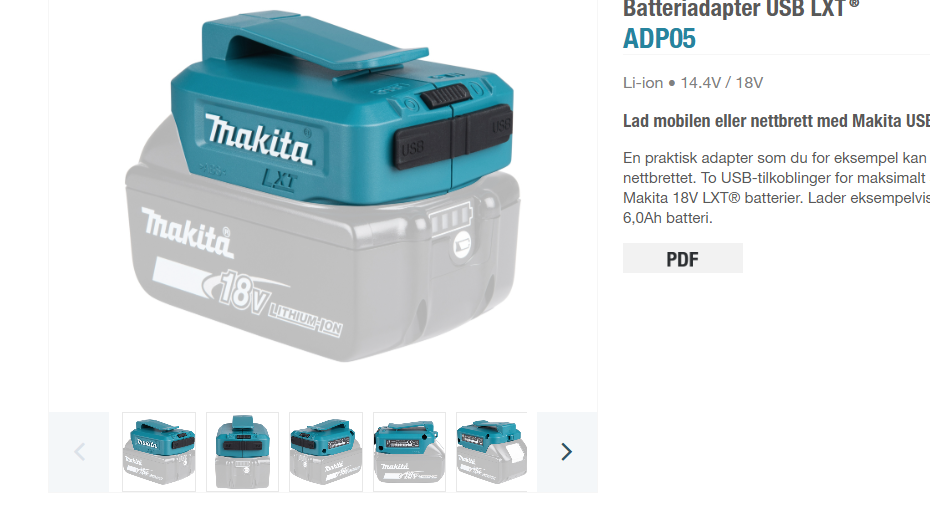 Batteriadapter USB LXT®
ADP05
Li-ion • 14.4V / 18V
Lad mobilen eller nettbrett med Makita USB
En praktisk adapter som du for eksempel kan
nettbrettet. To USB-tilkoblinger for maksimalt
Makita 18V LXT® batterier. Lader eksempelvis
6,0Ah batteri.
PDF
Makita
USB
USB
LXT
Makita®
18V LITHIUM-ION